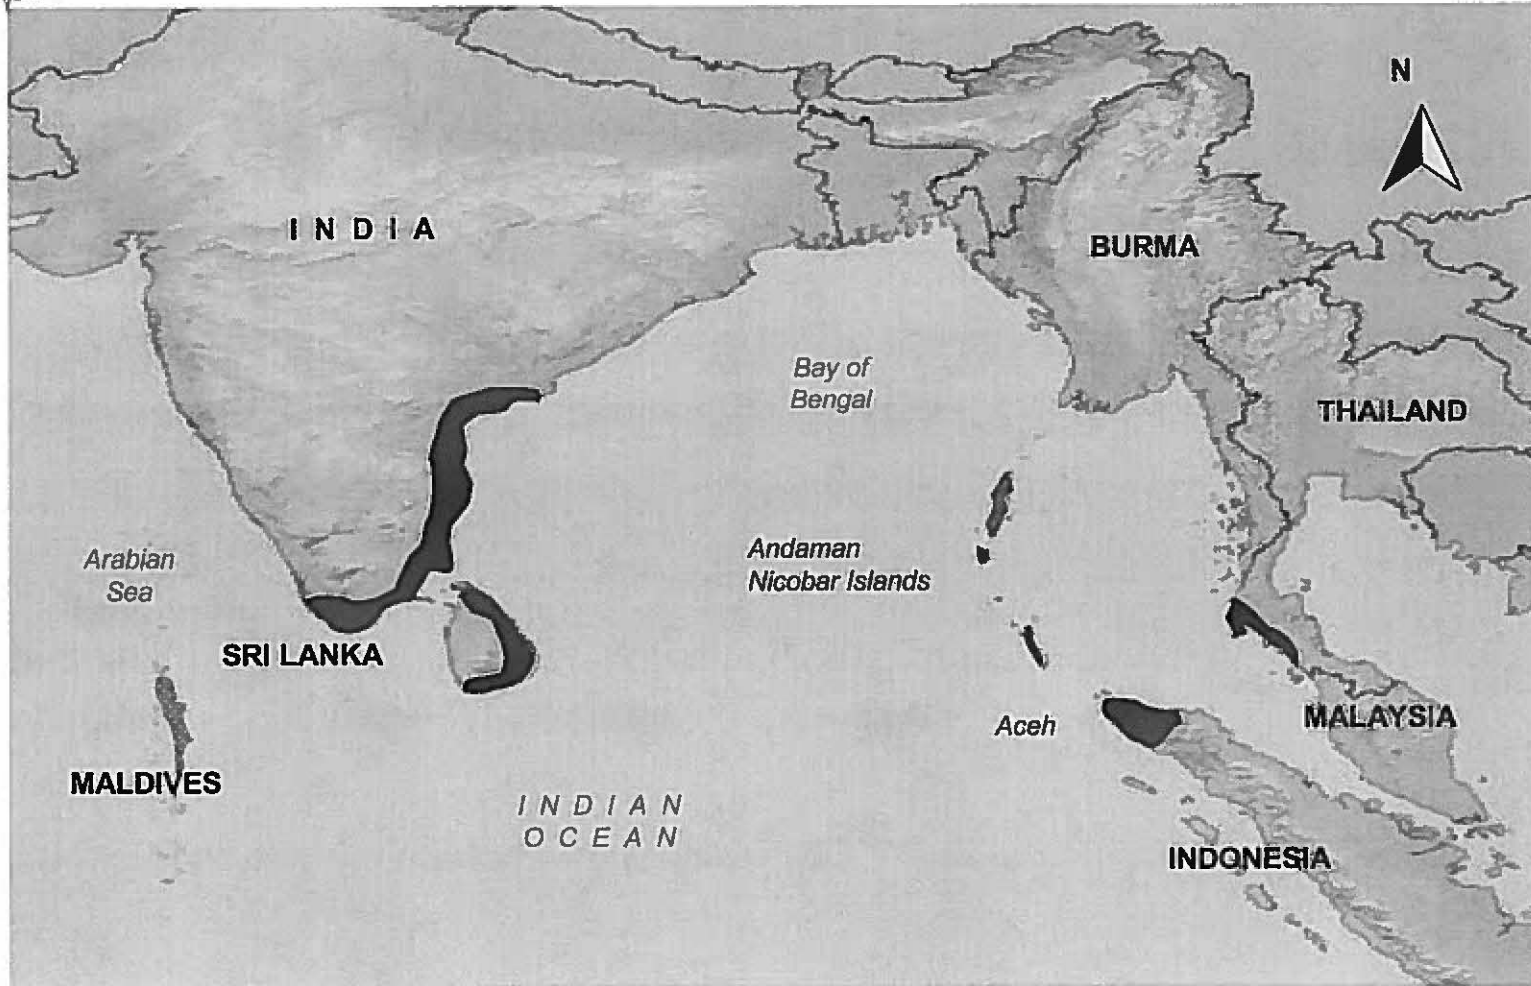 N
INDIA
BURMA
Bay of
Bengal
THAILAND
Arabian
Sea
Andaman
Nicobar Islands
SRI LANKA
Aceh
MALAYSIA
MALDIVES
INDIAN
OCEAN
INDONESIA